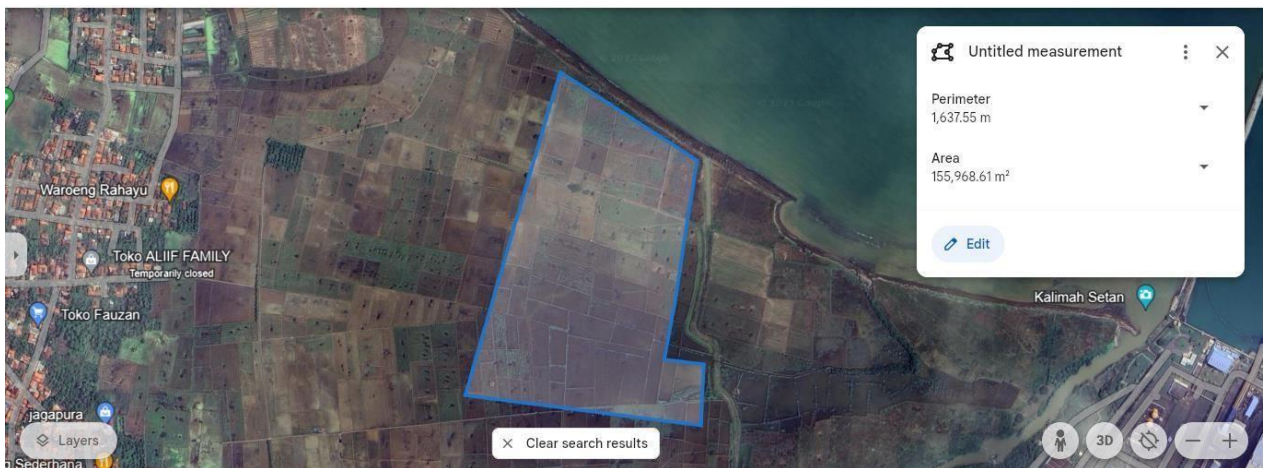 Untitled measurement
Perimeter
1,637.55 m
Area
155,968.61 m²
Edit
Waroeng Rahayu
Toko ALIIF FAMILY
Temporarily closed
Toko Fauzan
Kalimah Setan
jagapura
Layers
Clear search results
3D
Sederhana